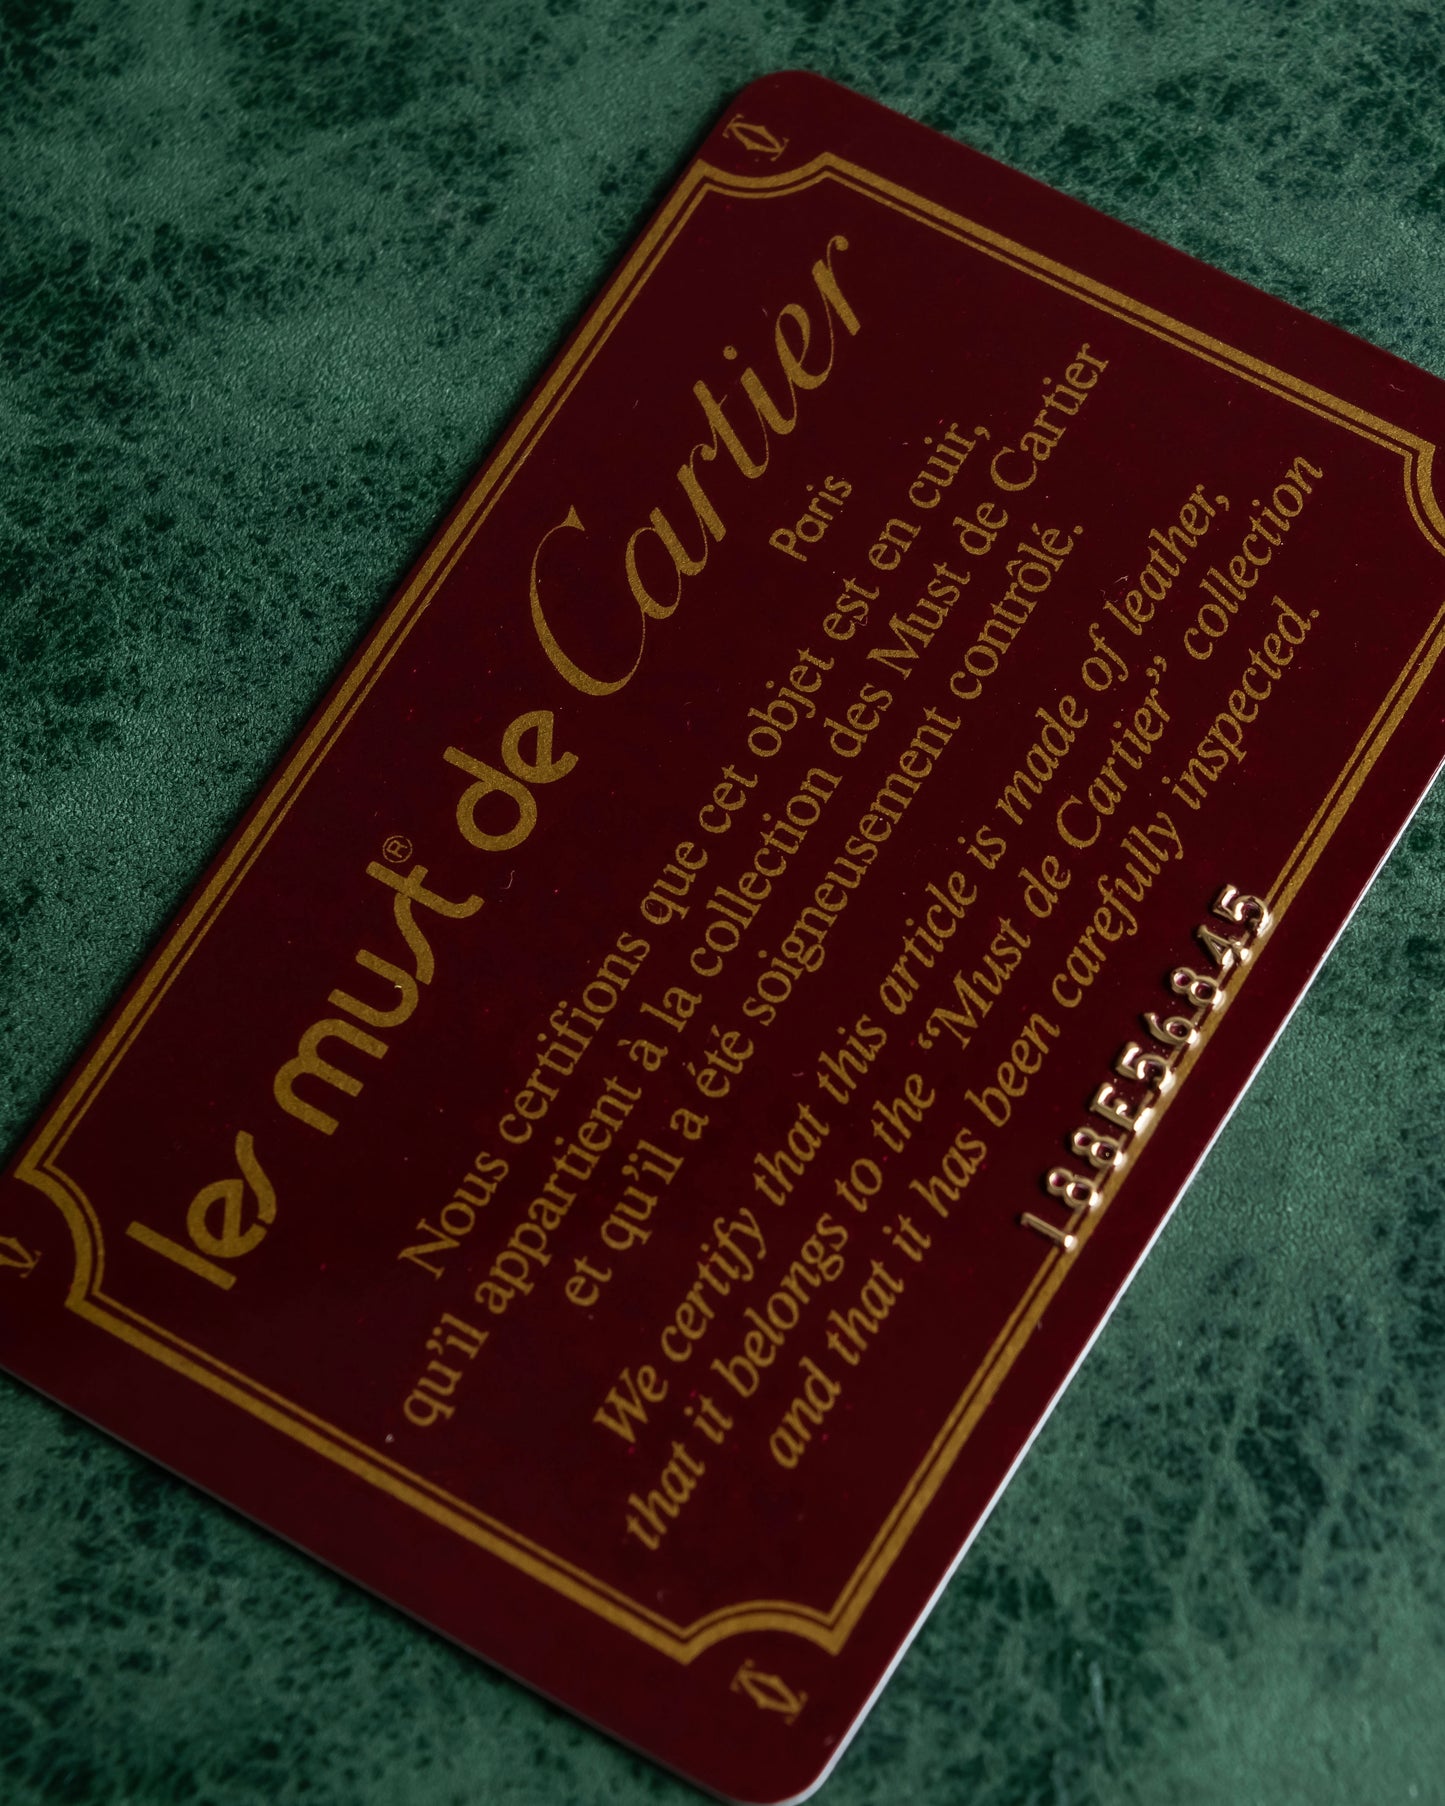 les must® de Cartier
Paris
Nous certifions que cet objet est en cuir,
qu'il appartient à la collection des Must de Cartier
et qu'il a été soigneusement contrôlé.
We certify that this article is made of leather,
that it belongs to the “Must de Cartier” collection
and that it has been carefully inspected.
188E56845